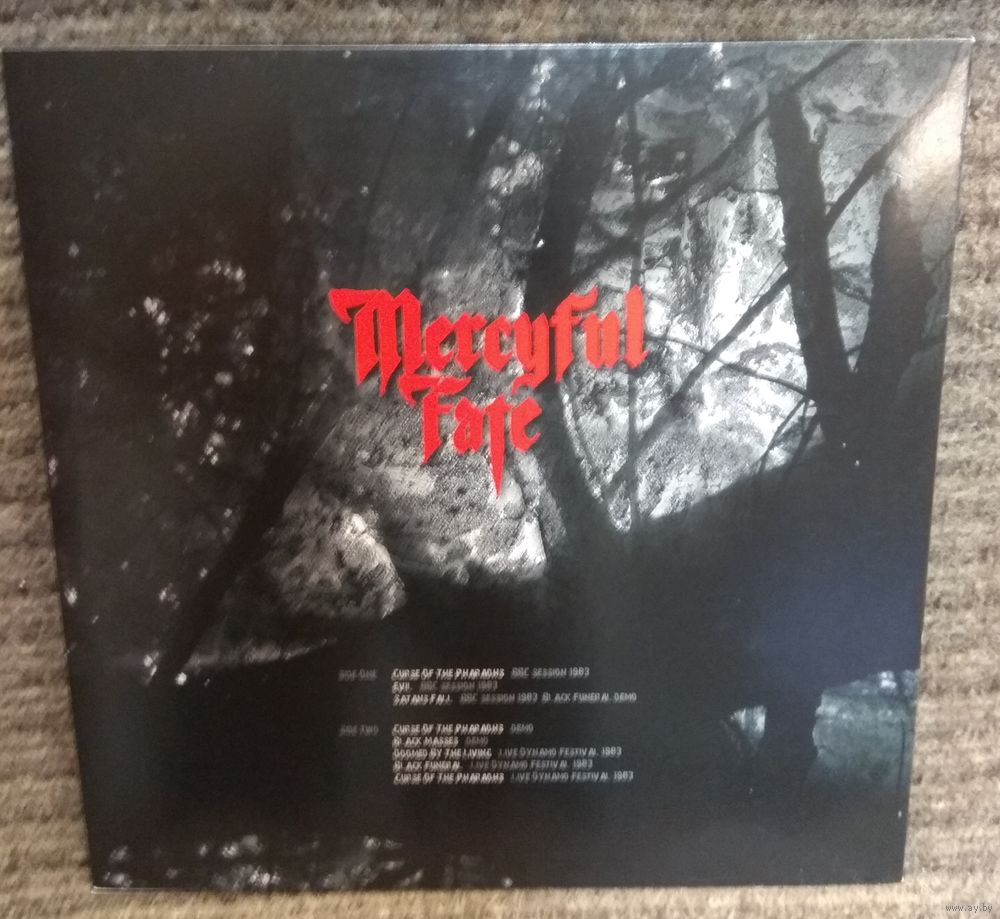 Mercyful
Fate
SIDE ONE CURSE OF THE PHARAOHS BBC SESSION 1983
EVIL BBC SESSION 1983
SATANS FALL BBC SESSION 1983 BLACK FUNERAL DEMO
SIDE TWO CURSE OF THE PHARAOHS DEMO
BLACK MASSES DEMO
DOOMED BY THE LIVING LIVE DYNAMO FESTIVAL 1983
BLACK FUNERAL LIVE DYNAMO FESTIVAL 1983
CURSE OF THE PHARAOHS LIVE DYNAMO FESTIVAL 1983
www.ay.by